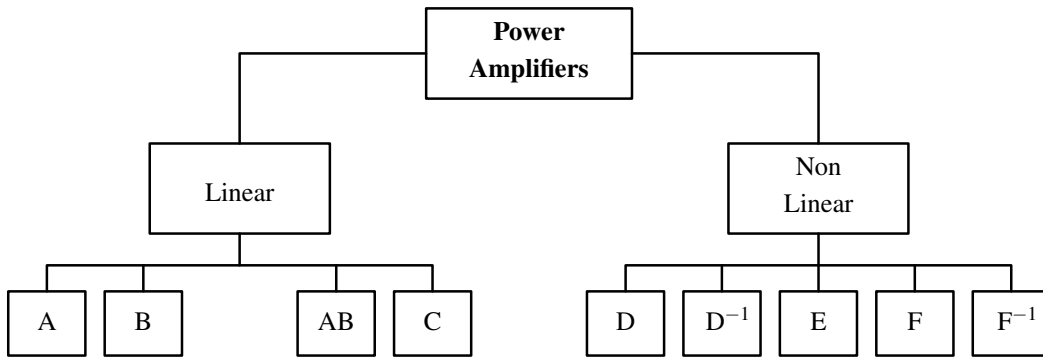 Power
Amplifiers
Linear
Non
Linear
A
B
AB
C
D
D⁻¹
E
F
F⁻¹